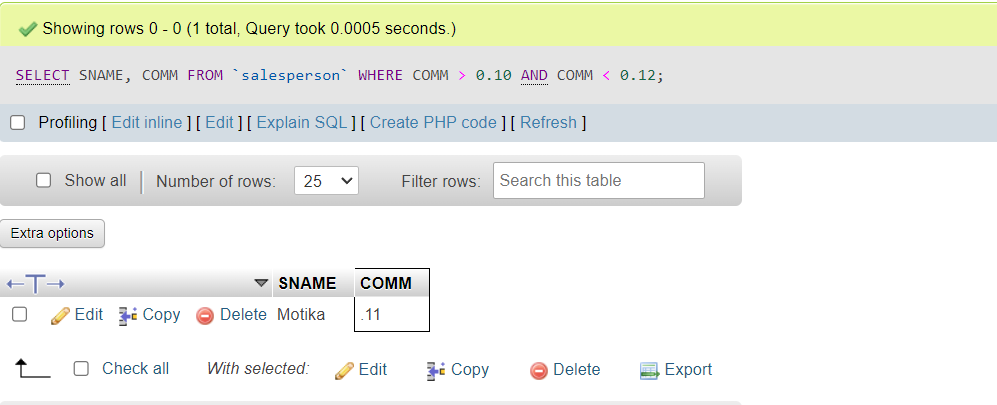 Showing rows 0 - 0 (1 total, Query took 0.0005 seconds.)
SELECT SNAME, COMM FROM `salesperson` WHERE COMM > 0.10 AND COMM < 0.12;
Profiling [ Edit inline ] [ Edit ] [ Explain SQL ] [ Create PHP code ] [ Refresh ]
Show all Number of rows: 25 Filter rows: Search this table
Extra options
SNAME COMM
Edit Copy Delete Motika .11
Check all With selected: Edit Copy Delete Export